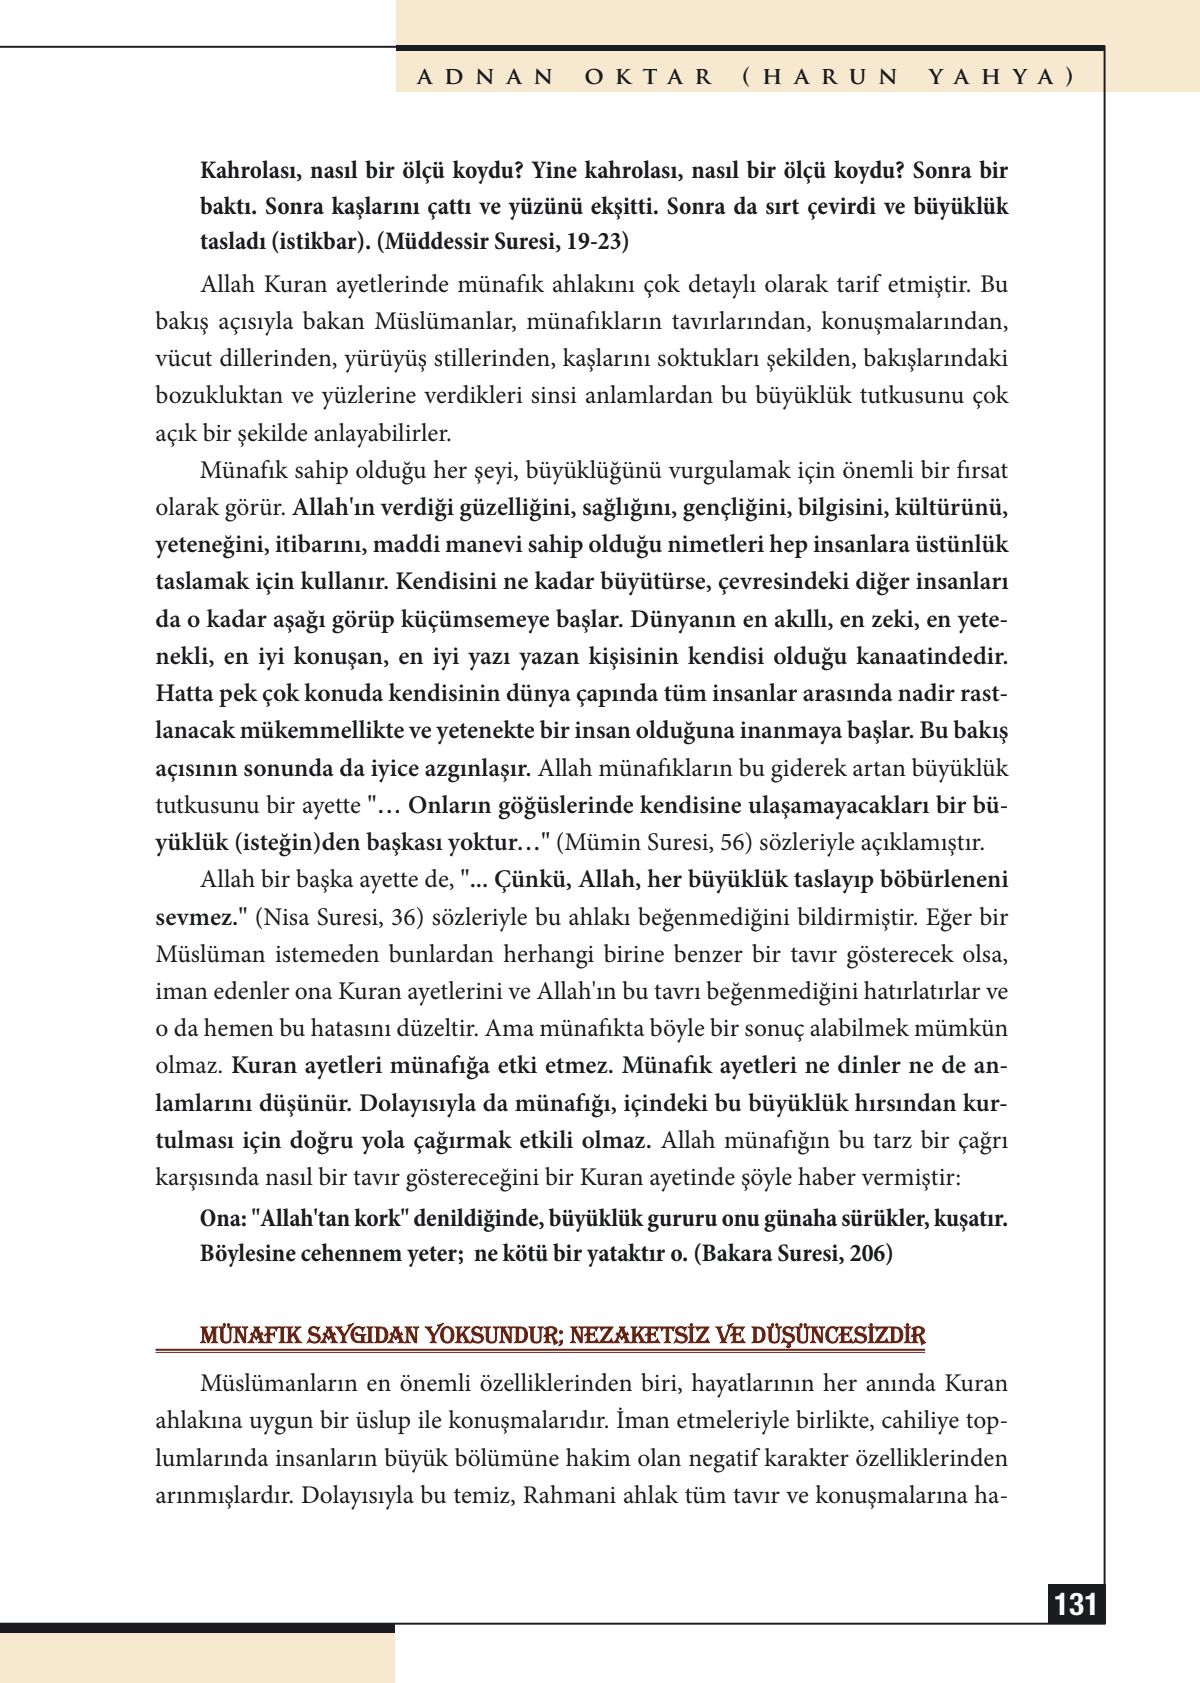 ADNAN OKTAR (HARUN YAHYA)
Kahrolası, nasıl bir ölçü koydu? Yine kahrolası, nasıl bir ölçü koydu? Sonra bir
baktı. Sonra kaşlarını çattı ve yüzünü ekşitti. Sonra da sırt çevirdi ve büyüklük
tasladı (istikbar). (Müddessir Suresi, 19-23)
Allah Kuran ayetlerinde münafık ahlakını çok detaylı olarak tarif etmiştir. Bu
bakış açısıyla bakan Müslümanlar, münafıkların tavırlarından, konuşmalarından,
vücut dillerinden, yürüyüş stillerinden, kaşlarını soktukları şekilden, bakışlarındaki
bozukluktan ve yüzlerine verdikleri sinsi anlamlardan bu büyüklük tutkusunu çok
açık bir şekilde anlayabilirler.
Münafık sahip olduğu her şeyi, büyüklüğünü vurgulamak için önemli bir fırsat
olarak görür. Allah'ın verdiği güzelliğini, sağlığını, gençliğini, bilgisini, kültürünü,
yeteneğini, itibarını, maddi manevi sahip olduğu nimetleri hep insanlara üstünlük
taslamak için kullanır. Kendisini ne kadar büyütürse, çevresindeki diğer insanları
da o kadar aşağı görüp küçümsemeye başlar. Dünyanın en akıllı, en zeki, en yete-
nekli, en iyi konuşan, en iyi yazı yazan kişisinin kendisi olduğu kanaatindedir.
Hatta pek çok konuda kendisinin dünya çapında tüm insanlar arasında nadir rast-
lanacak mükemmellikte ve yetenekte bir insan olduğuna inanmaya başlar. Bu bakış
açısının sonunda da iyice azgınlaşır. Allah münafıkların bu giderek artan büyüklük
tutkusunu bir ayette "… Onların göğüslerinde kendisine ulaşamayacakları bir bü-
yüklük (isteğin)den başkası yoktur…" (Mümin Suresi, 56) sözleriyle açıklamıştır.
Allah bir başka ayette de, "... Çünkü, Allah, her büyüklük taslayıp böbürleneni
sevmez." (Nisa Suresi, 36) sözleriyle bu ahlakı beğenmediğini bildirmiştir. Eğer bir
Müslüman istemeden bunlardan herhangi birine benzer bir tavır gösterecek olsa,
iman edenler ona Kuran ayetlerini ve Allah'ın bu tavrı beğenmediğini hatırlatırlar ve
o da hemen bu hatasını düzeltir. Ama münafıkta böyle bir sonuç alabilmek mümkün
olmaz. Kuran ayetleri münafığa etki etmez. Münafık ayetleri ne dinler ne de an-
lamlarını düşünür. Dolayısıyla da münafığı, içindeki bu büyüklük hırsından kur-
tulması için doğru yola çağırmak etkili olmaz. Allah münafığın bu tarz bir çağrı
karşısında nasıl bir tavır göstereceğini bir Kuran ayetinde şöyle haber vermiştir:
Ona: "Allah'tan kork" denildiğinde, büyüklük gururu onu günaha sürükler, kuşatır.
Böylesine cehennem yeter; ne kötü bir yataktır o. (Bakara Suresi, 206)
MÜNAFIK SAYGIDAN YOKSUNDUR; NEZAKETSİZ VE DÜŞÜNCESİZDİR
Müslümanların en önemli özelliklerinden biri, hayatlarının her anında Kuran
ahlakına uygun bir üslup ile konuşmalarıdır. İman etmeleriyle birlikte, cahiliye top-
lumlarında insanların büyük bölümüne hakim olan negatif karakter özelliklerinden
arınmışlardır. Dolayısıyla bu temiz, Rahmani ahlak tüm tavır ve konuşmalarına ha-
131